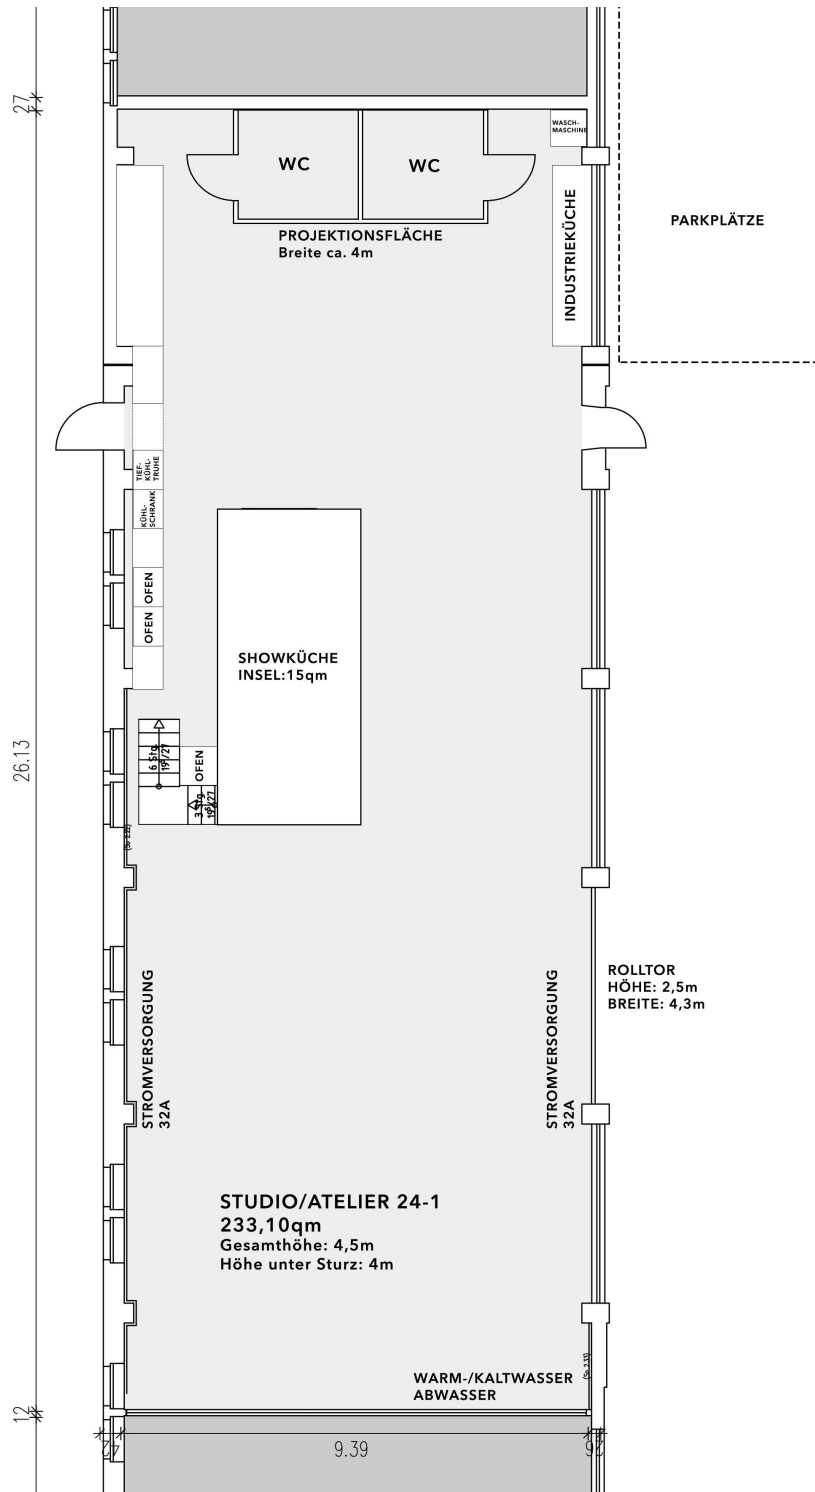 27
WASCH-
MASCHINE
WC
WC
PROJEKTIONSFLÄCHE
Breite ca. 4m
INDUSTRIEKÜCHE
PARKPLÄTZE
TIEF-
KÜHL-
TRUHE
KÜHL-
SCHRANK
OFEN
OFEN
SHOWKÜCHE
INSEL:15qm
26.13
6 Stg.
OFEN
3 Stg.
STROMVERSORGUNG
32A
STROMVERSORGUNG
32A
ROLLTOR
HÖHE: 2,5m
BREITE: 4,3m
STUDIO/ATELIER 24-1
233,10qm
Gesamthöhe: 4,5m
Höhe unter Sturz: 4m
WARM-/KALTWASSER
ABWASSER
12
9.39
26